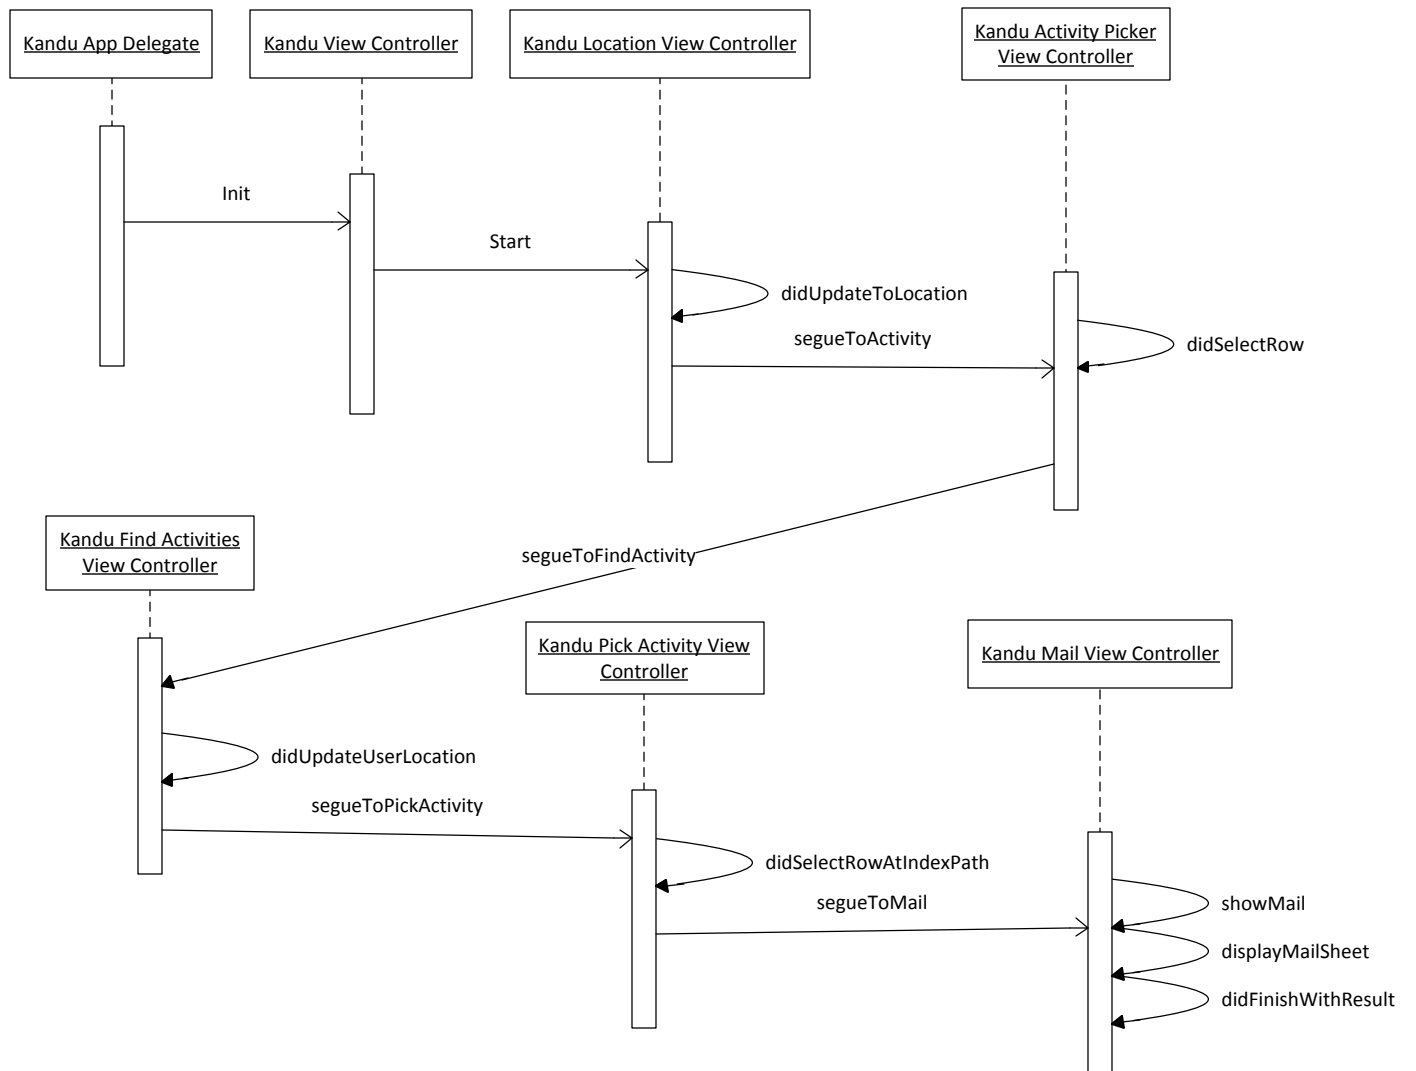 Kandu App Delegate
Kandu View Controller
Kandu Location View Controller
Kandu Activity Picker
View Controller
Init
Start
didUpdateToLocation
segueToActivity
didSelectRow
Kandu Find Activities
View Controller
segueToFindActivity
Kandu Pick Activity View
Controller
Kandu Mail View Controller
didUpdateUserLocation
segueToPickActivity
didSelectRowAtIndexPath
segueToMail
showMail
displayMailSheet
didFinishWithResult